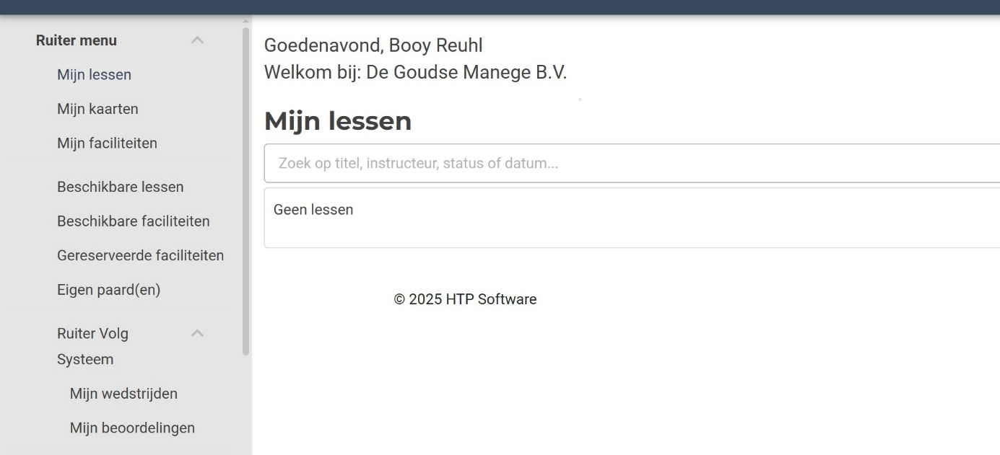 Ruiter menu
Mijn lessen
Mijn kaarten
Mijn faciliteiten
Beschikbare lessen
Beschikbare faciliteiten
Gereserveerde faciliteiten
Eigen paard(en)
Ruiter Volg
Systeem
Mijn wedstrijden
Mijn beoordelingen
Goedenavond, Booy Reuhl
Welkom bij: De Goudse Manege B.V.
Mijn lessen
Zoek op titel, instructeur, status of datum...
Geen lessen
© 2025 HTP Software